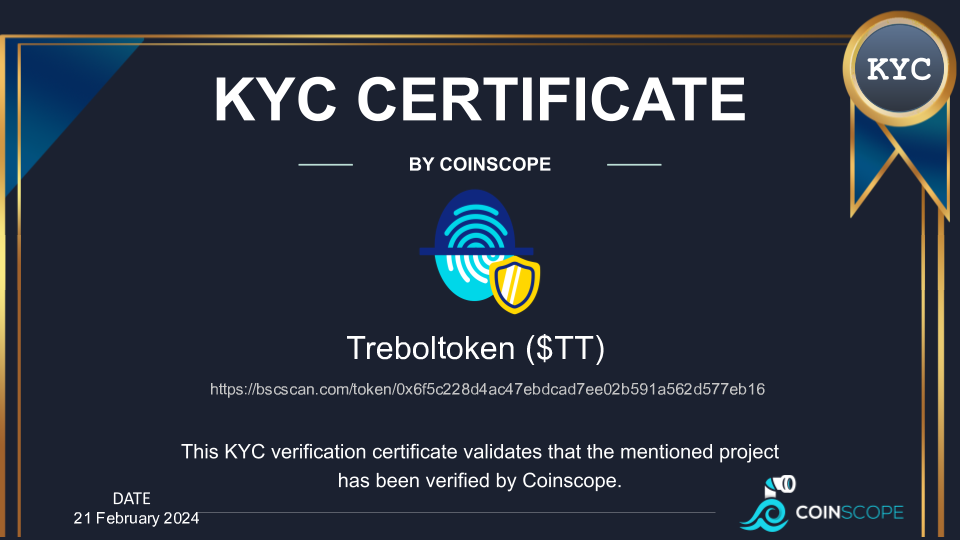 KYC
KYC CERTIFICATE
BY COINSCOPE
Treboltoken ($TT)
https://bscscan.com/token/0x6f5c228d4ac47ebdcad7ee02b591a562d577eb16
This KYC verification certificate validates that the mentioned project
has been verified by Coinscope.
DATE
21 February 2024
COINSCOPE